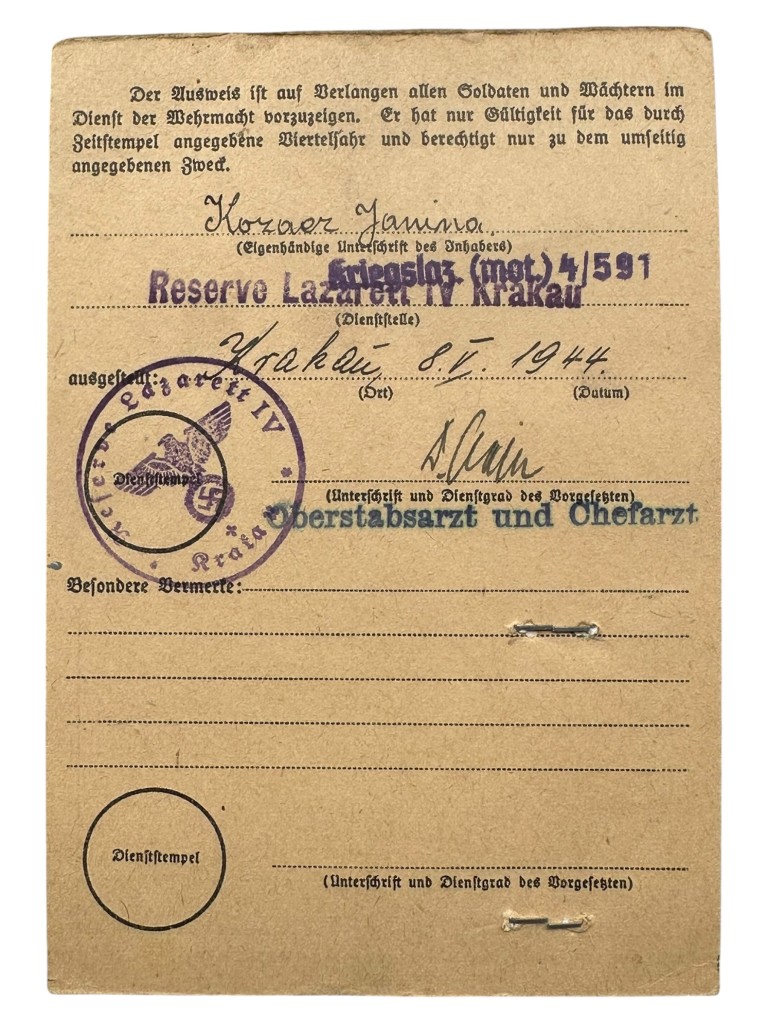 Der Ausweis ist auf Verlangen allen Soldaten und Wächtern im
Dienst der Wehrmacht vorzuzeigen. Er hat nur Gültigkeit für das durch
Zeitstempel angegebene Vierteljahr und berechtigt nur zu dem umseitig
angegebenen Zweck.
Janina
(Eigenhändige Unterschrift des Inhabers)
Kriegslaz. (mot.) 4/591
Reserve Lazarett IV Krakau
(Dienststelle)
ausgestellt: Krakau, 8. V. 1944.
(Ort) (Datum)
Reserve Lazarett IV
Dienststempel
Krakau
(Unterschrift und Dienstgrad des Vorgesetzten)
Oberstabsarzt und Chefarzt
Besondere Vermerke:
Dienststempel
(Unterschrift und Dienstgrad des Vorgesetzten)